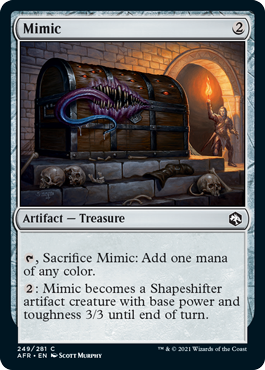 Mimic 2
Artifact — Treasure
, Sacrifice Mimic: Add one mana
of any color.
2: Mimic becomes a Shapeshifter
artifact creature with base power and
toughness 3/3 until end of turn.
249/281 C
AFR • EN Scott Murphy
™ & © 2021 Wizards of the Coast